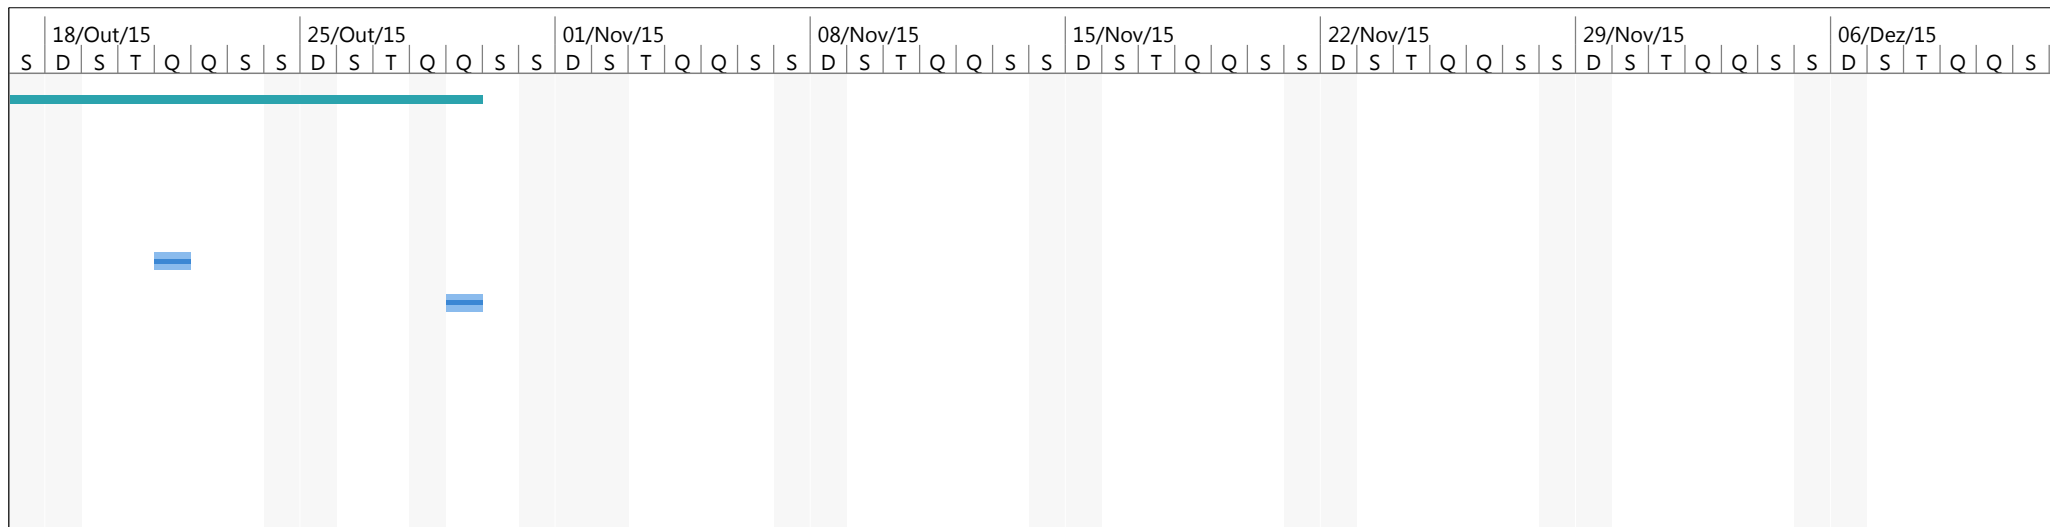 18/Out/15 25/Out/15 01/Nov/15 08/Nov/15 15/Nov/15 22/Nov/15 29/Nov/15 06/Dez/15
S D S T Q Q S S D S T Q Q S S D S T Q Q S S D S T Q Q S S D S T Q Q S S D S T Q Q S S D S T Q Q S S D S T Q Q S